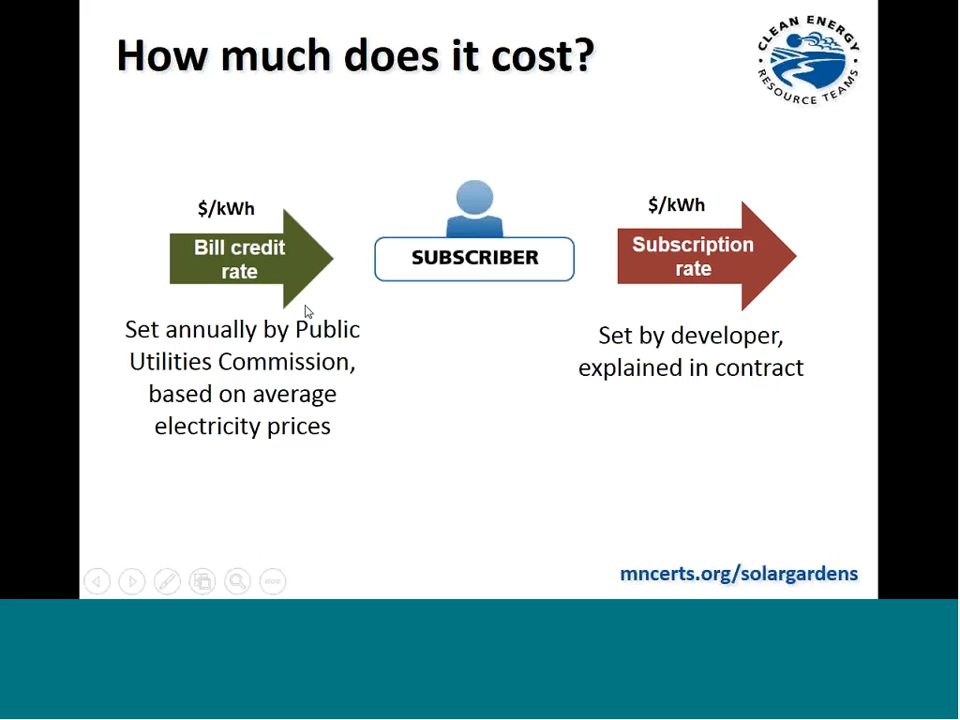 How much does it cost?
CLEAN ENERGY
RESOURCE TEAMS
$/kWh
Bill credit
rate
SUBSCRIBER
$/kWh
Subscription
rate
Set annually by Public
Utilities Commission,
based on average
electricity prices
Set by developer,
explained in contract
mncerts.org/solargardens